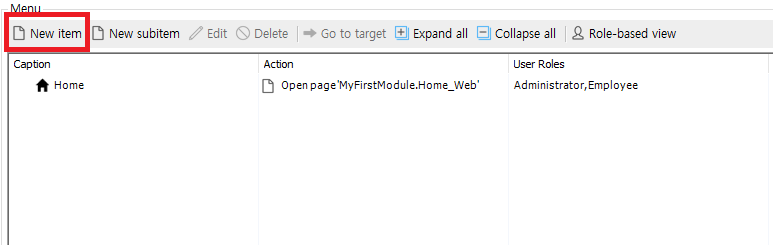 Menu
New item New subitem Edit Delete Go to target Expand all Collapse all Role-based view
Caption Action User Roles
Home Open page'MyFirstModule.Home_Web' Administrator,Employee